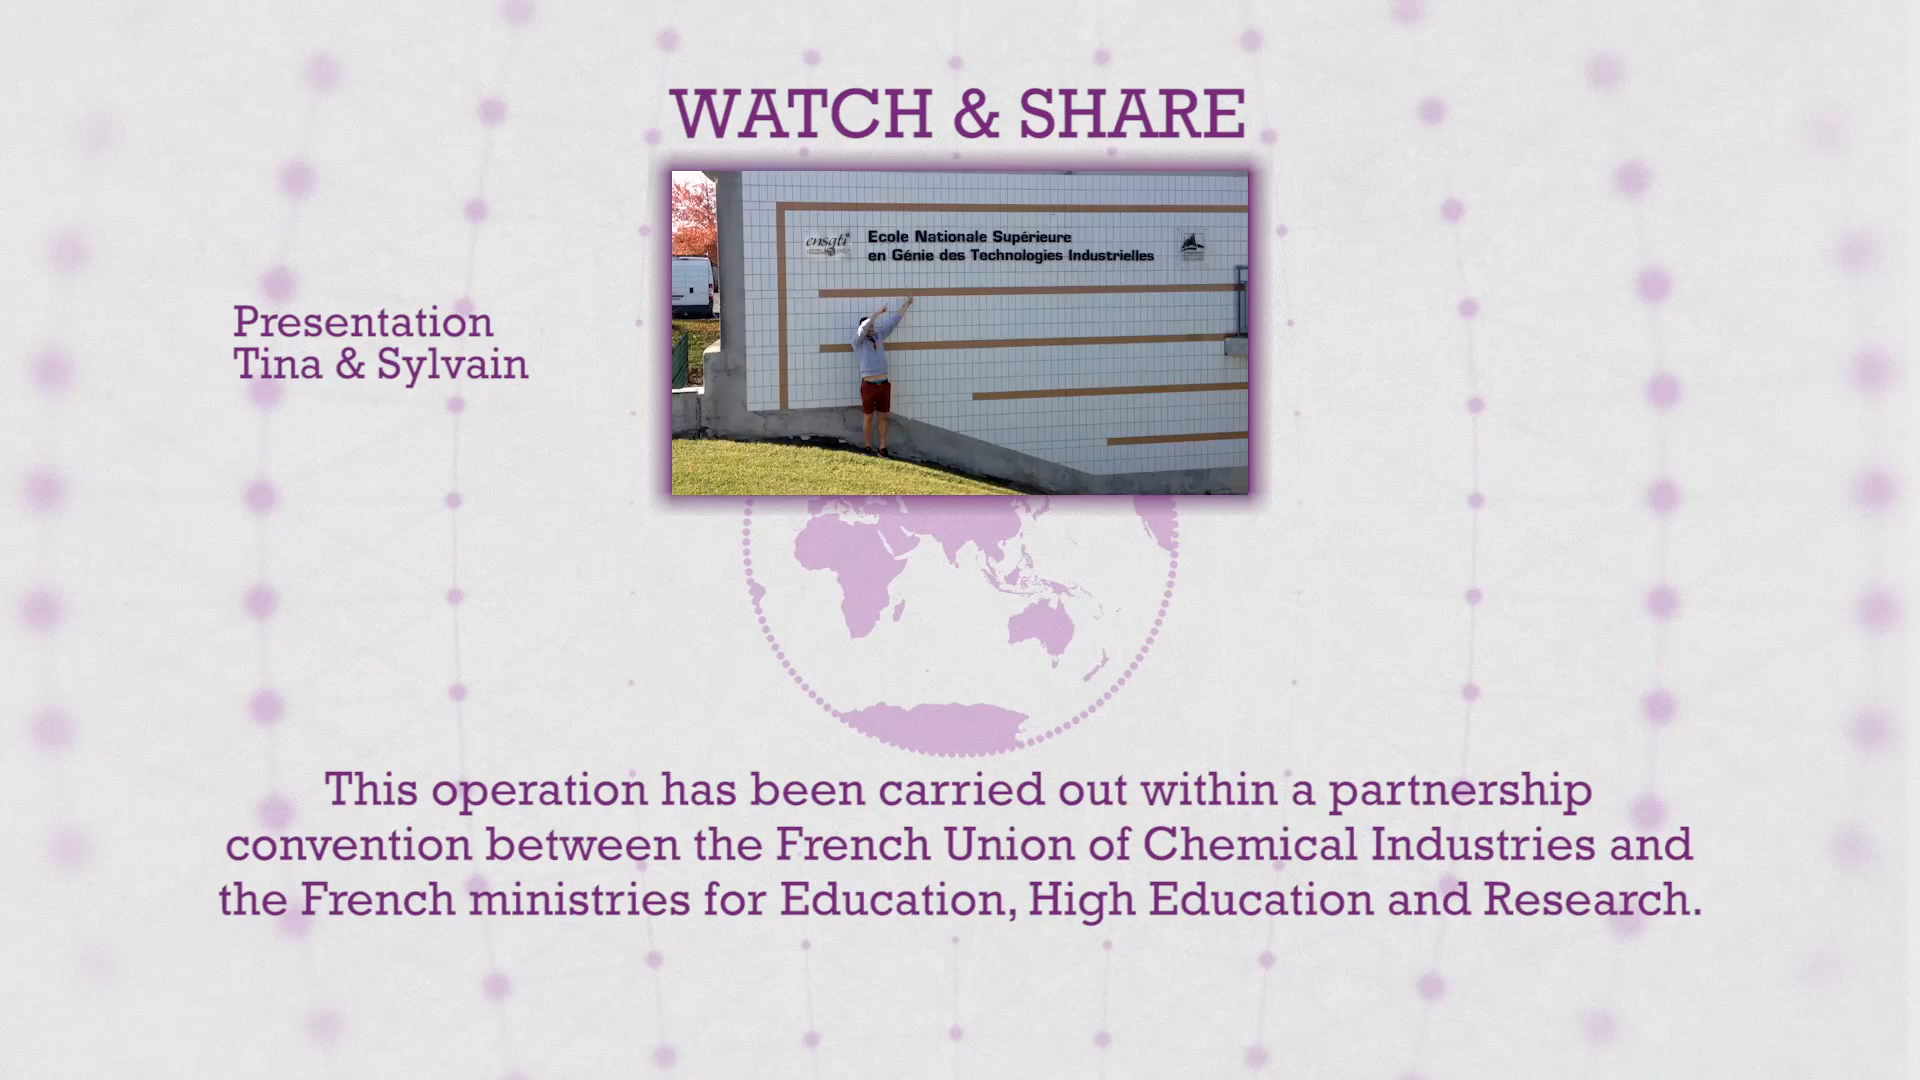 WATCH & SHARE
ensgti
Ecole Nationale Supérieure
en Génie des Technologies Industrielles
Presentation
Tina & Sylvain
This operation has been carried out within a partnership
convention between the French Union of Chemical Industries and
the French ministries for Education, High Education and Research.